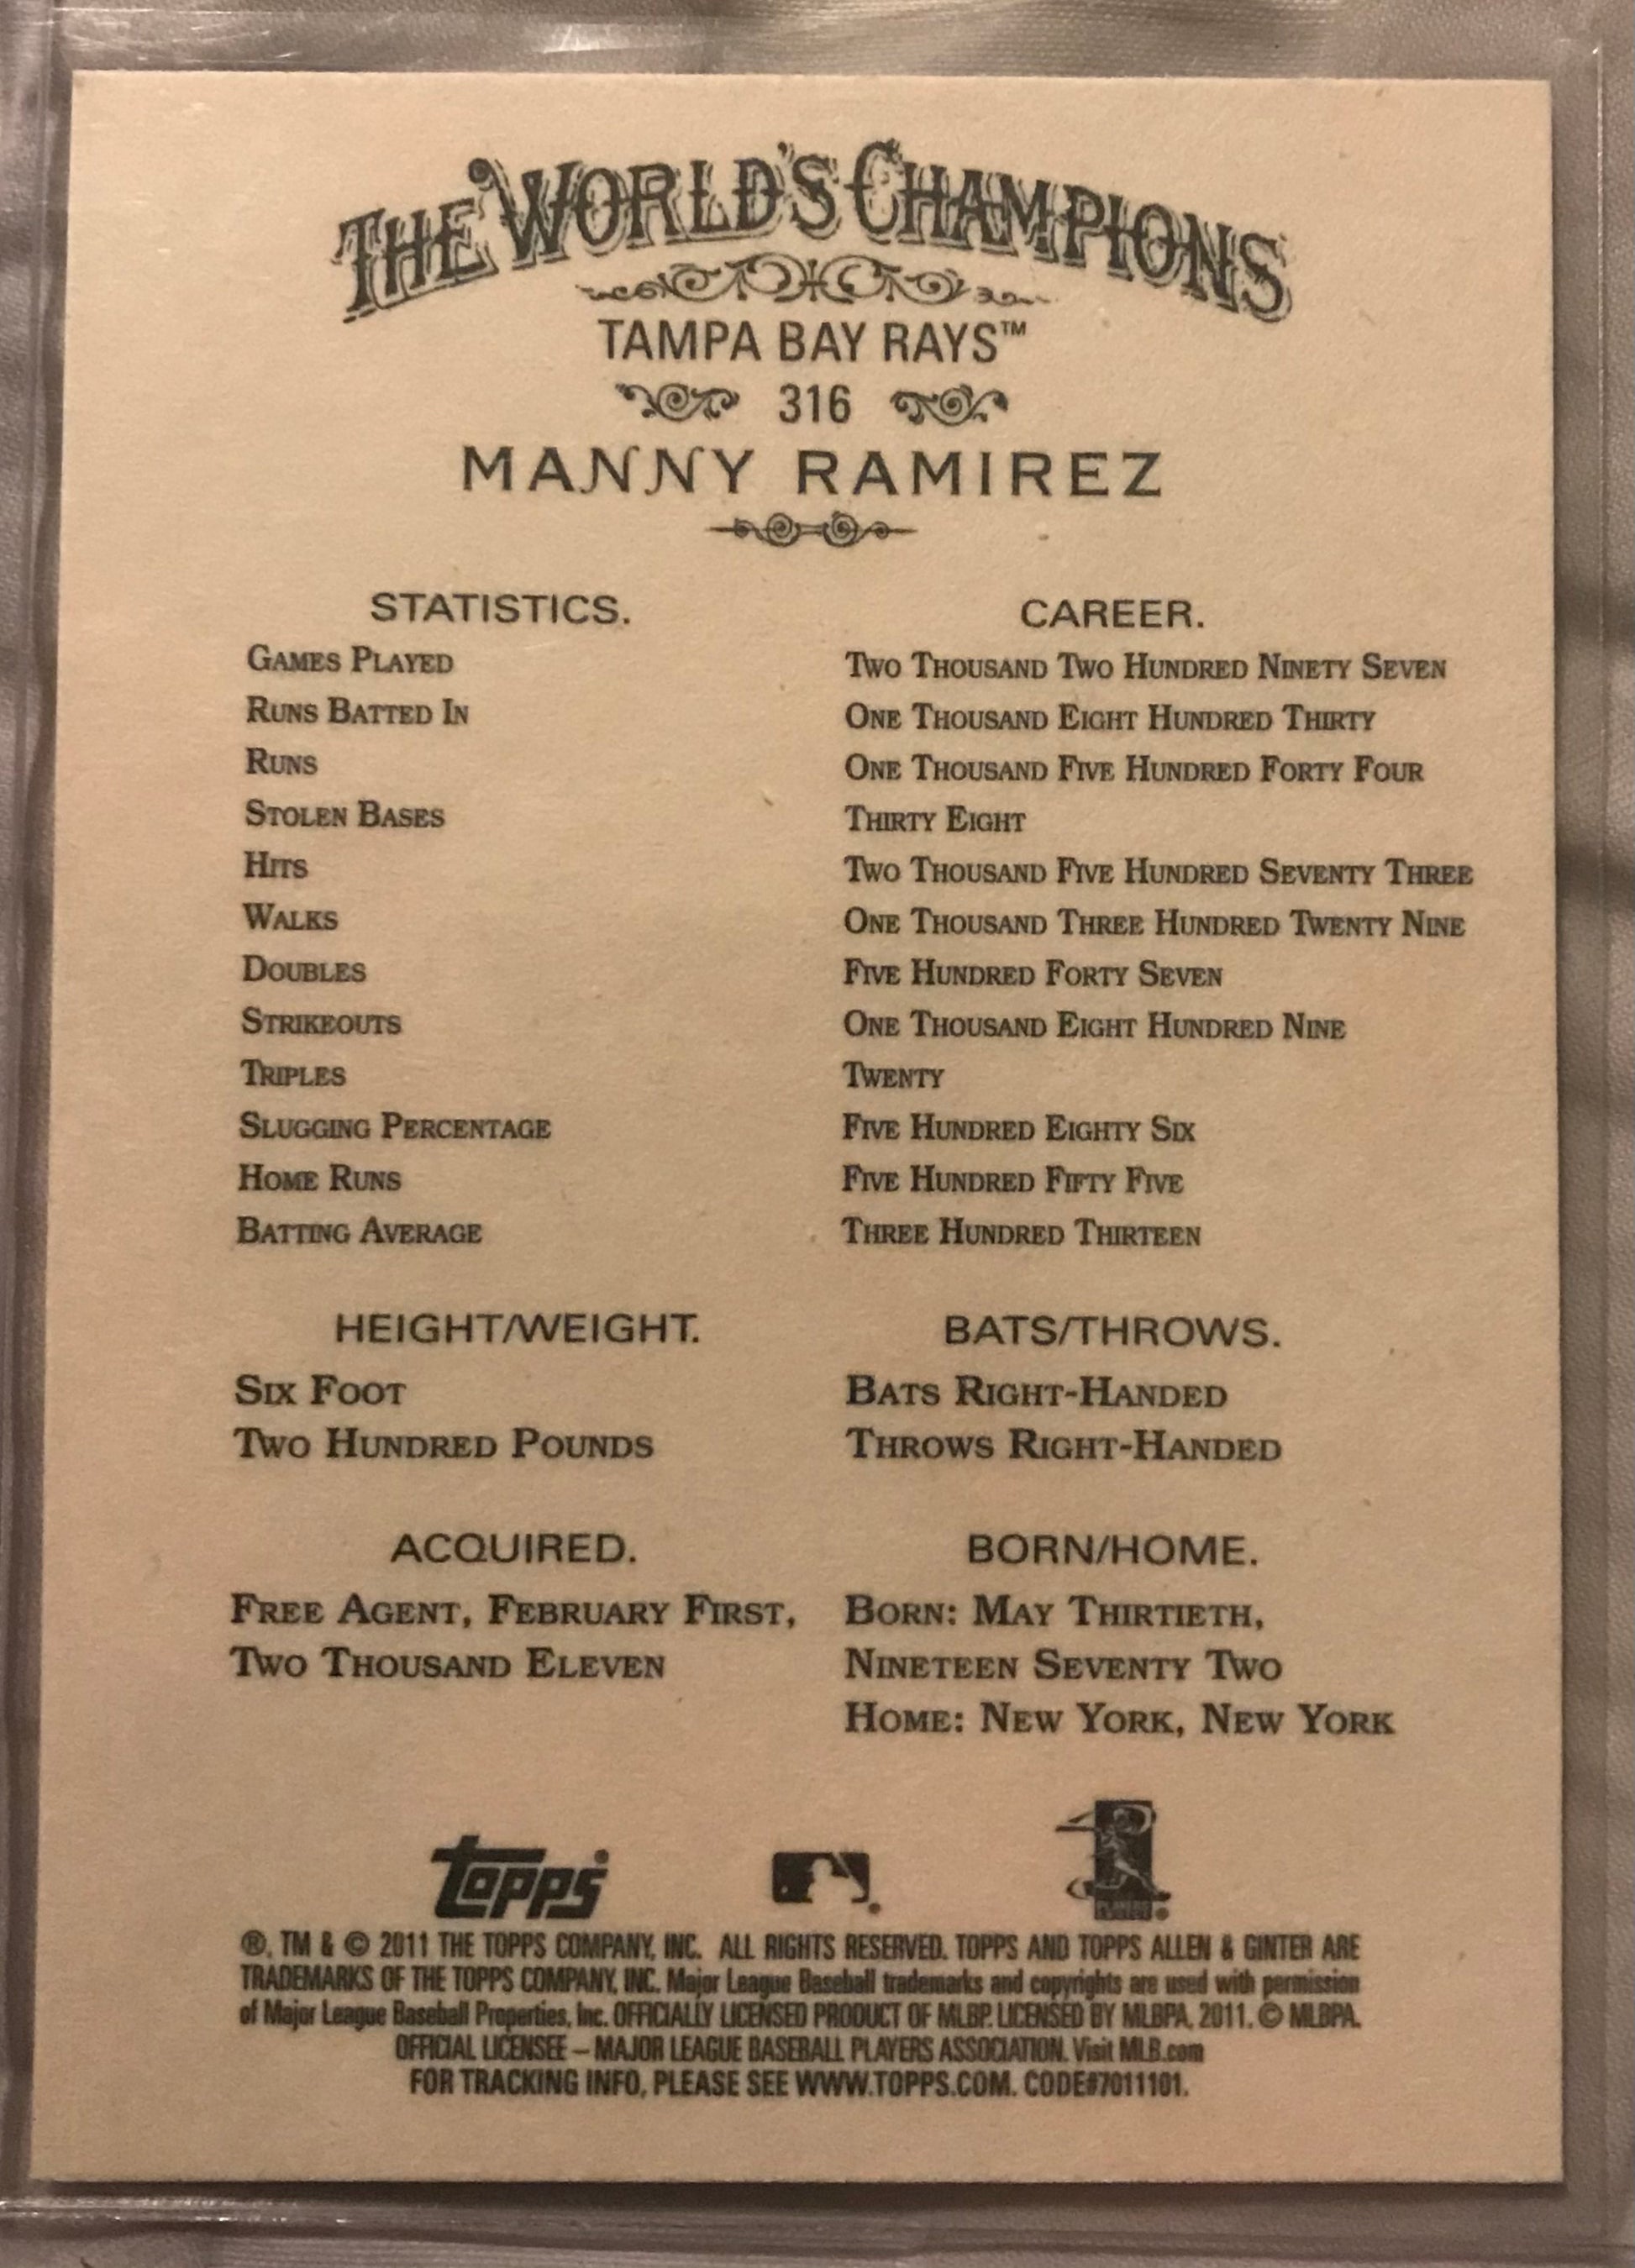 THE WORLD'S CHAMPIONS
TAMPA BAY RAYS™
316
MANNY RAMIREZ
STATISTICS. CAREER.
GAMES PLAYED TWO THOUSAND TWO HUNDRED NINETY SEVEN
RUNS BATTED IN ONE THOUSAND EIGHT HUNDRED THIRTY
RUNS ONE THOUSAND FIVE HUNDRED FORTY FOUR
STOLEN BASES THIRTY EIGHT
HITS TWO THOUSAND FIVE HUNDRED SEVENTY THREE
WALKS ONE THOUSAND THREE HUNDRED TWENTY NINE
DOUBLES FIVE HUNDRED FORTY SEVEN
STRIKEOUTS ONE THOUSAND EIGHT HUNDRED NINE
TRIPLES TWENTY
SLUGGING PERCENTAGE FIVE HUNDRED EIGHTY SIX
HOME RUNS FIVE HUNDRED FIFTY FIVE
BATTING AVERAGE THREE HUNDRED THIRTEEN
HEIGHT/WEIGHT.
SIX FOOT
TWO HUNDRED POUNDS
BATS/THROWS.
BATS RIGHT-HANDED
THROWS RIGHT-HANDED
ACQUIRED.
FREE AGENT, FEBRUARY FIRST,
TWO THOUSAND ELEVEN
BORN/HOME.
BORN: MAY THIRTIETH,
NINETEEN SEVENTY TWO
HOME: NEW YORK, NEW YORK
topps
®, TM & © 2011 THE TOPPS COMPANY, INC. ALL RIGHTS RESERVED. TOPPS AND TOPPS ALLEN & GINTER ARE
TRADEMARKS OF THE TOPPS COMPANY, INC. Major League Baseball trademarks and copyrights are used with permission
of Major League Baseball Properties, Inc. OFFICIALLY LICENSED PRODUCT OF MLBP. LICENSED BY MLBPA, 2011. © MLBPA.
OFFICIAL LICENSEE – MAJOR LEAGUE BASEBALL PLAYERS ASSOCIATION. Visit MLB.com
FOR TRACKING INFO, PLEASE SEE WWW.TOPPS.COM. CODE#7011101.